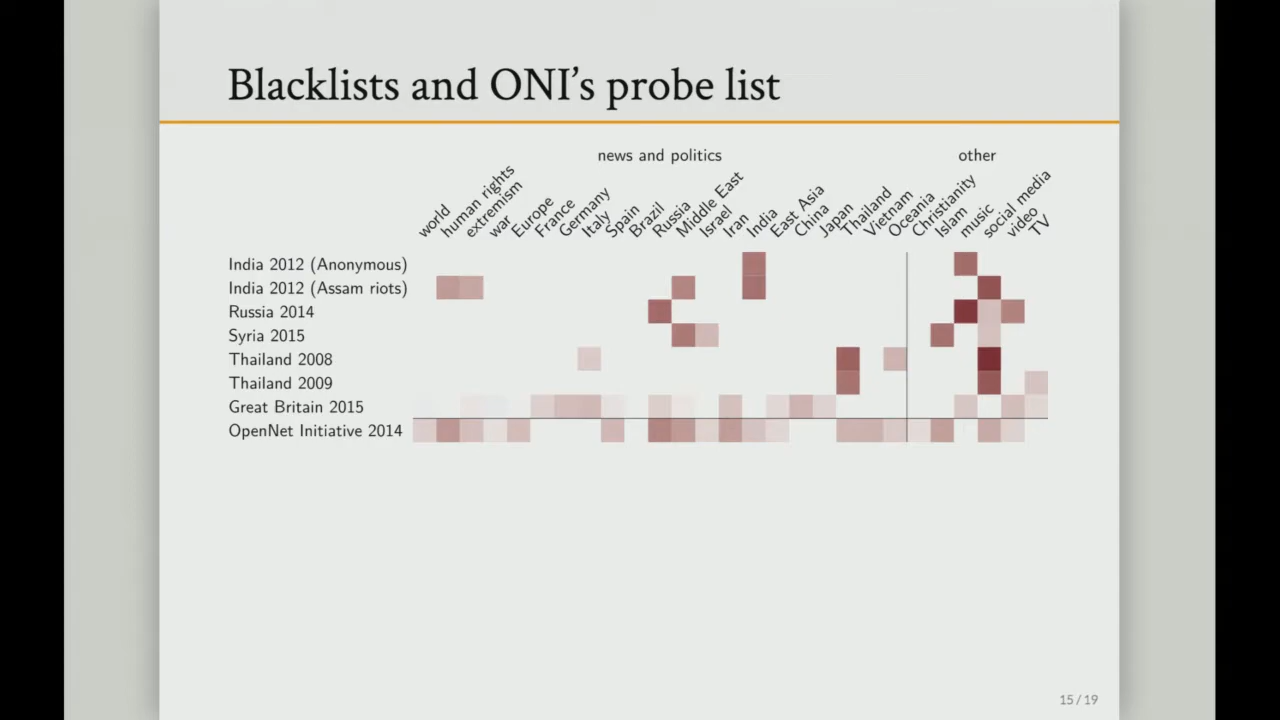 Blacklists and ONI's probe list
news and politics
other
world
human rights
extremism
war
Europe
France
Germany
Italy
Spain
Brazil
Russia
Middle East
Israel
Iran
India
East Asia
China
Japan
Thailand
Vietnam
Oceania
Christianity
Islam
music
social media
video
TV
India 2012 (Anonymous)
India 2012 (Assam riots)
Russia 2014
Syria 2015
Thailand 2008
Thailand 2009
Great Britain 2015
OpenNet Initiative 2014
15 / 19